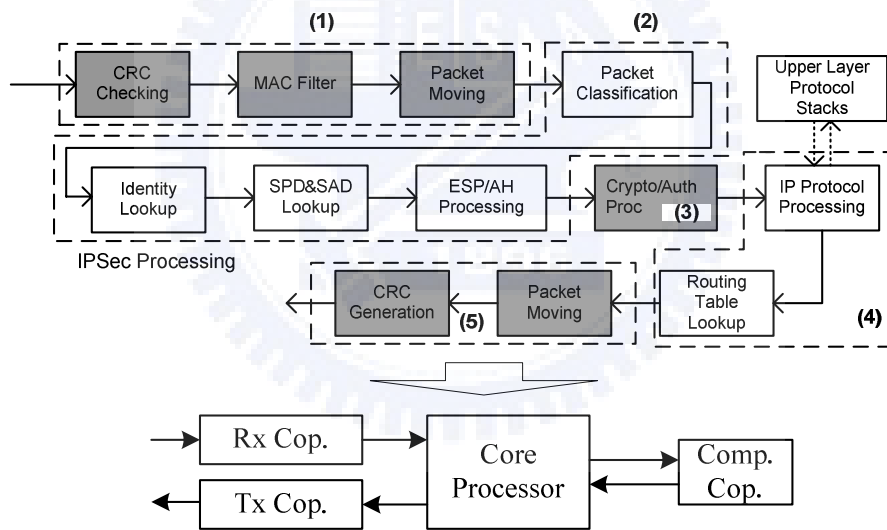 (1)
(2)
CRC
Checking
MAC Filter
Packet
Moving
Packet
Classification
Upper Layer
Protocol
Stacks
Identity
Lookup
SPD&SAD
Lookup
ESP/AH
Processing
Crypto/Auth
Proc
(3)
IP Protocol
Processing
IPSec Processing
CRC
Generation
(5)
Packet
Moving
Routing
Table
Lookup
(4)
Rx Cop.
Tx Cop.
Core
Processor
Comp.
Cop.